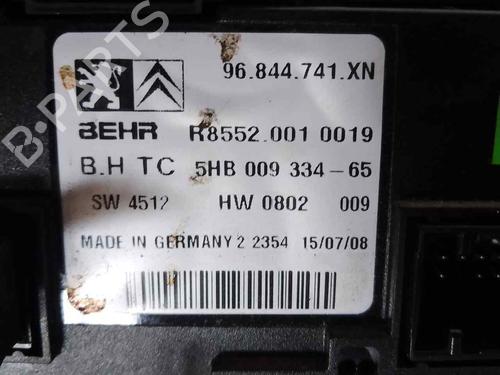 96.844.741.XN
BEHR R8552.001 0019
B.H TC 5HB 009 334-65
SW 4512 HW 0802 009
MADE IN GERMANY 2 2354 15/07/08
B-PARTS